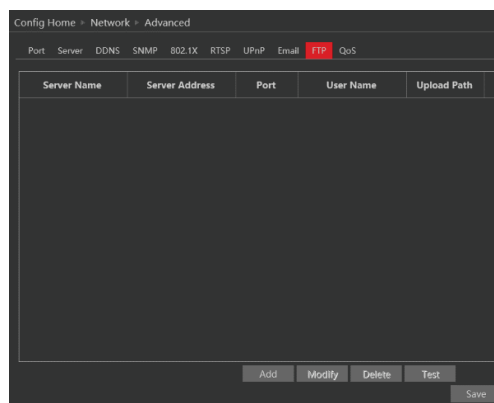 Config Home ▸ Network ▸ Advanced
Port Server DDNS SNMP 802.1X RTSP UPnP Email FTP QoS
Server Name Server Address Port User Name Upload Path
Add Modify Delete Test
Save